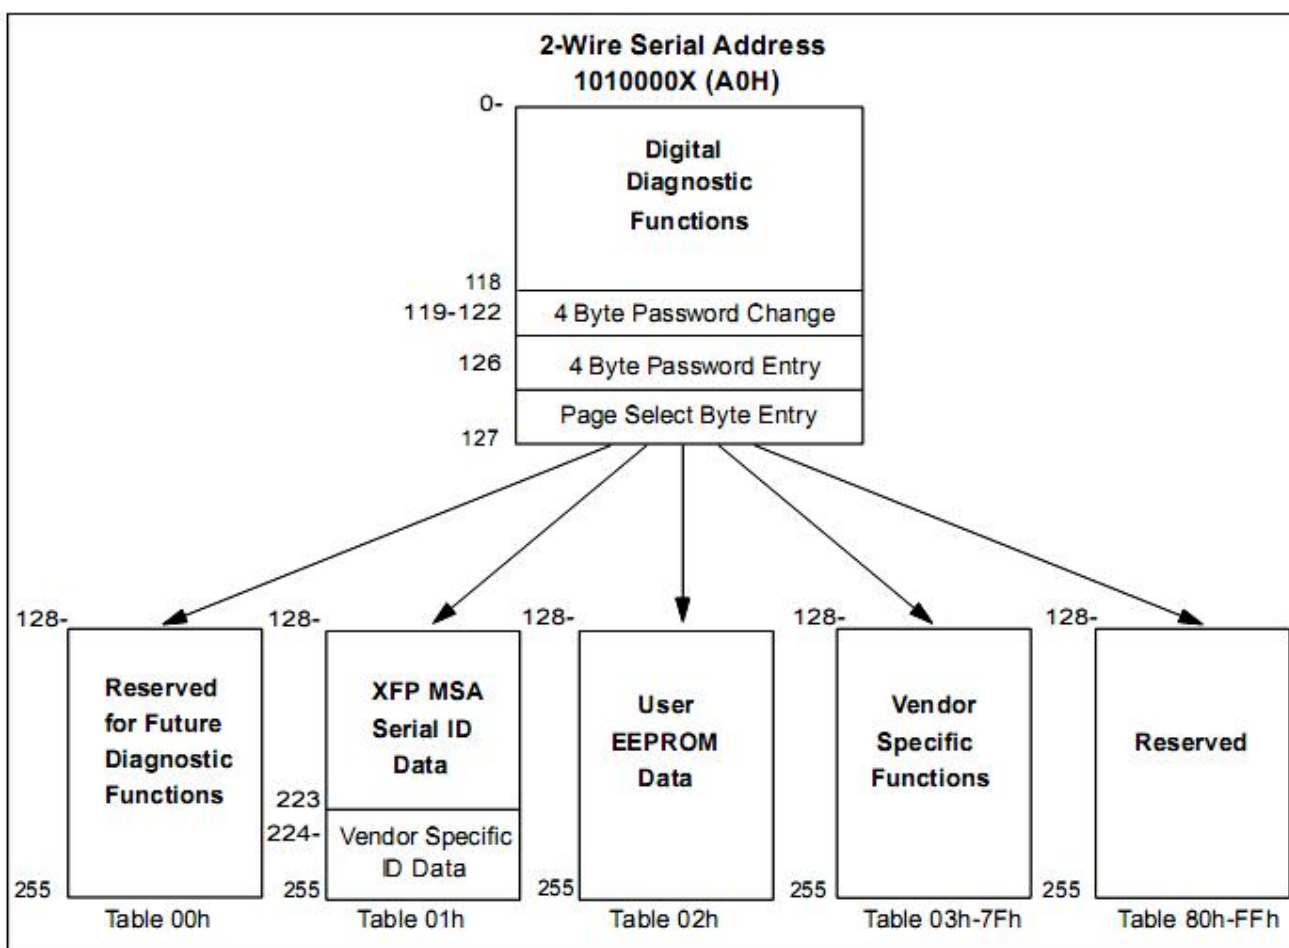 2-Wire Serial Address
1010000X (A0H)
0-
Digital
Diagnostic
Functions
118
119-122
4 Byte Password Change
126
4 Byte Password Entry
Page Select Byte Entry
127
128-
Reserved
for Future
Diagnostic
Functions
255
Table 00h
128-
XFP MSA
Serial ID
Data
223
224-
Vendor Specific
ID Data
255
Table 01h
128-
User
EEPROM
Data
255
Table 02h
128-
Vendor
Specific
Functions
255
Table 03h-7Fh
128-
Reserved
255
Table 80h-FFh